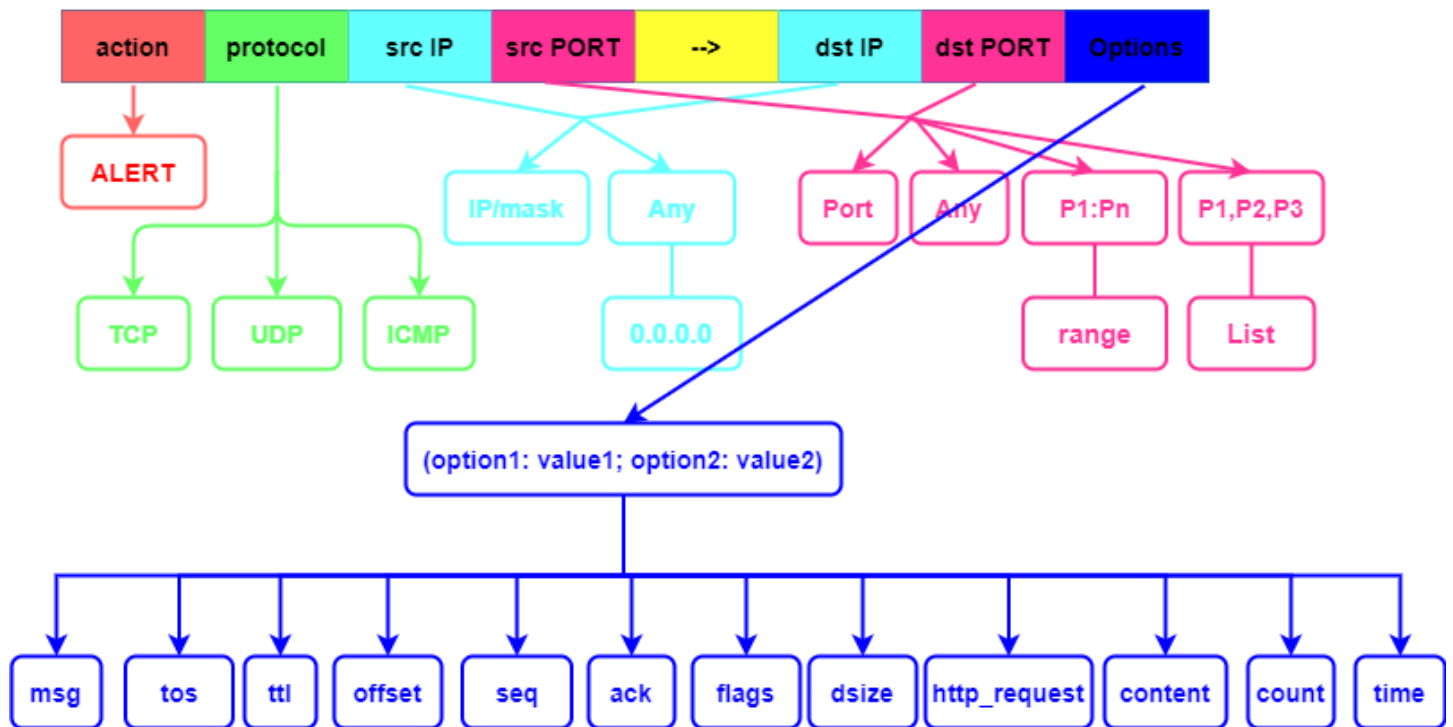 action protocol src IP src PORT --> dst IP dst PORT Options
ALERT
IP/mask Any Port Any P1:Pn P1,P2,P3
TCP UDP ICMP 0.0.0.0 range List
(option1: value1; option2: value2)
msg tos ttl offset seq ack flags dsize http_request content count time